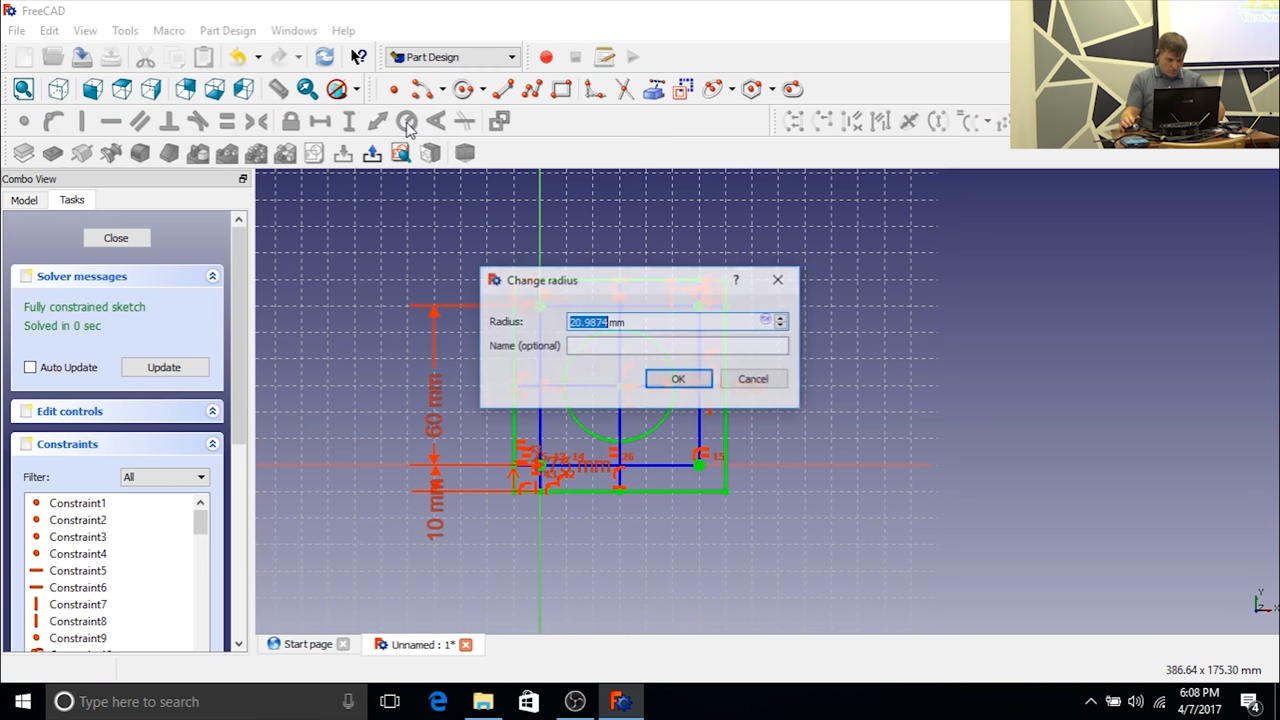 FreeCAD
File Edit View Tools Macro Part Design Windows Help
Part Design
Combo View
Model Tasks
Close
Solver messages
Fully constrained sketch
Solved in 0 sec
Auto Update Update
Edit controls
Constraints
Filter: All
Constraint1
Constraint2
Constraint3
Constraint4
Constraint5
Constraint6
Constraint7
Constraint8
Constraint9
Change radius ?
Radius: 20.9874 mm
Name (optional)
OK Cancel
60 mm
10 mm
26
15
Start page Unnamed : 1*
386.64 x 175.30 mm
Y
Z X
Type here to search
6:08 PM
4/7/2017
4